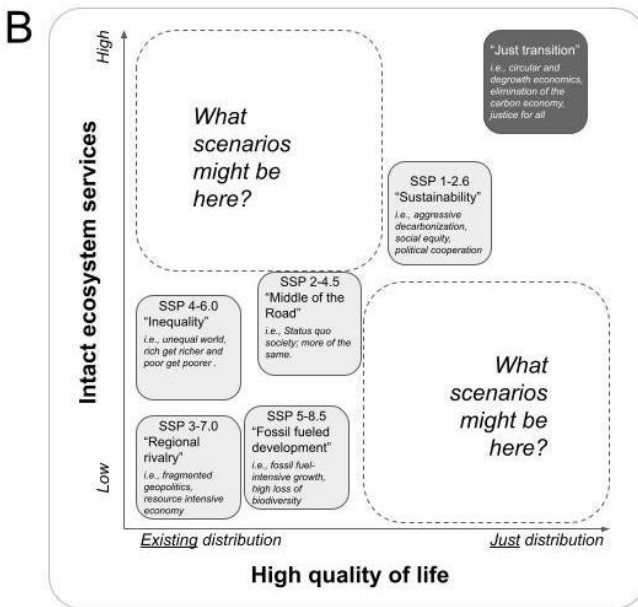 B
High
Intact ecosystem services
Low
What
scenarios
might be
here?
“Just transition”
i.e., circular and
degrowth economics,
elimination of the
carbon economy,
justice for all
SSP 1-2.6
“Sustainability”
i.e., aggressive
decarbonization,
social equity,
political cooperation
SSP 2-4.5
“Middle of the
Road”
i.e., Status quo
society; more of the
same.
SSP 4-6.0
“Inequality”
i.e., unequal world,
rich get richer and
poor get poorer .
What
scenarios
might be
here?
SSP 3-7.0
“Regional
rivalry”
i.e., fragmented
geopolitics,
resource intensive
economy
SSP 5-8.5
“Fossil fueled
development”
i.e., fossil fuel-
intensive growth,
high loss of
biodiversity
Existing distribution
Just distribution
High quality of life